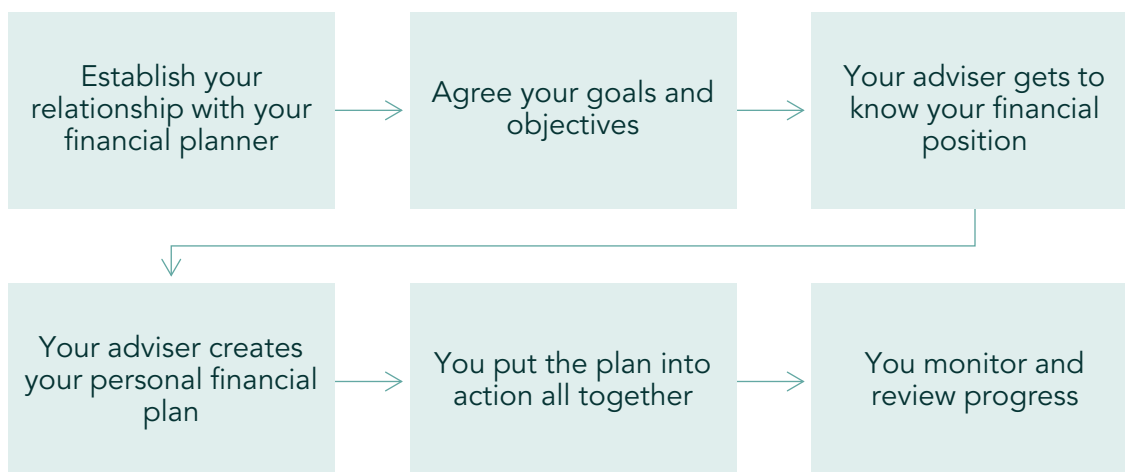 Establish your
relationship with your
financial planner
Agree your goals and
objectives
Your adviser gets to
know your financial
position
Your adviser creates
your personal financial
plan
You put the plan into
action all together
You monitor and
review progress